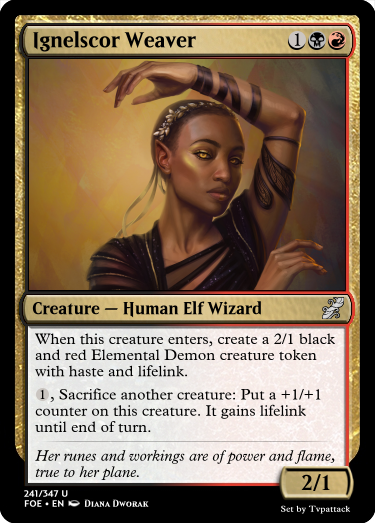 Ignelscor Weaver 1
Creature — Human Elf Wizard
When this creature enters, create a 2/1 black
and red Elemental Demon creature token
with haste and lifelink.
1, Sacrifice another creature: Put a +1/+1
counter on this creature. It gains lifelink
until end of turn.
Her runes and workings are of power and flame,
true to her plane.
2/1
241/347 U
FOE • EN Diana Dworak
Set by Tvpattack